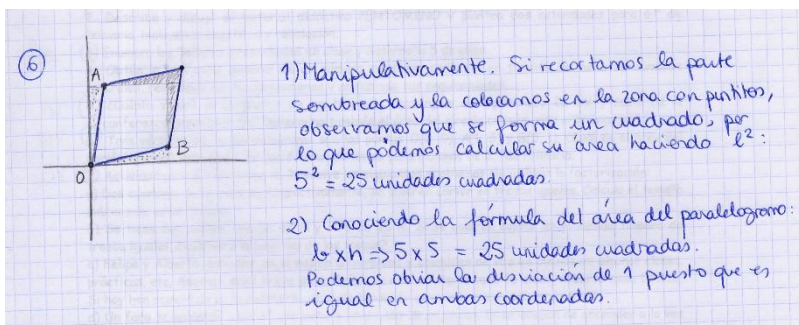 6
A
B
O
1) Manipulativamente. Si recortamos la parte
sombreada y la colocamos en la zona con puntitos,
observamos que se forma un cuadrado, por
lo que pódemos calcular su área haciendo l²:
5² = 25 unidades cuadradas.
2) Conociendo la fórmula del área del paralelogramo:
b x h => 5 x 5 = 25 unidades cuadradas.
Podemos obviar la desviación de 1 puesto que es
igual en ambas coordenadas.